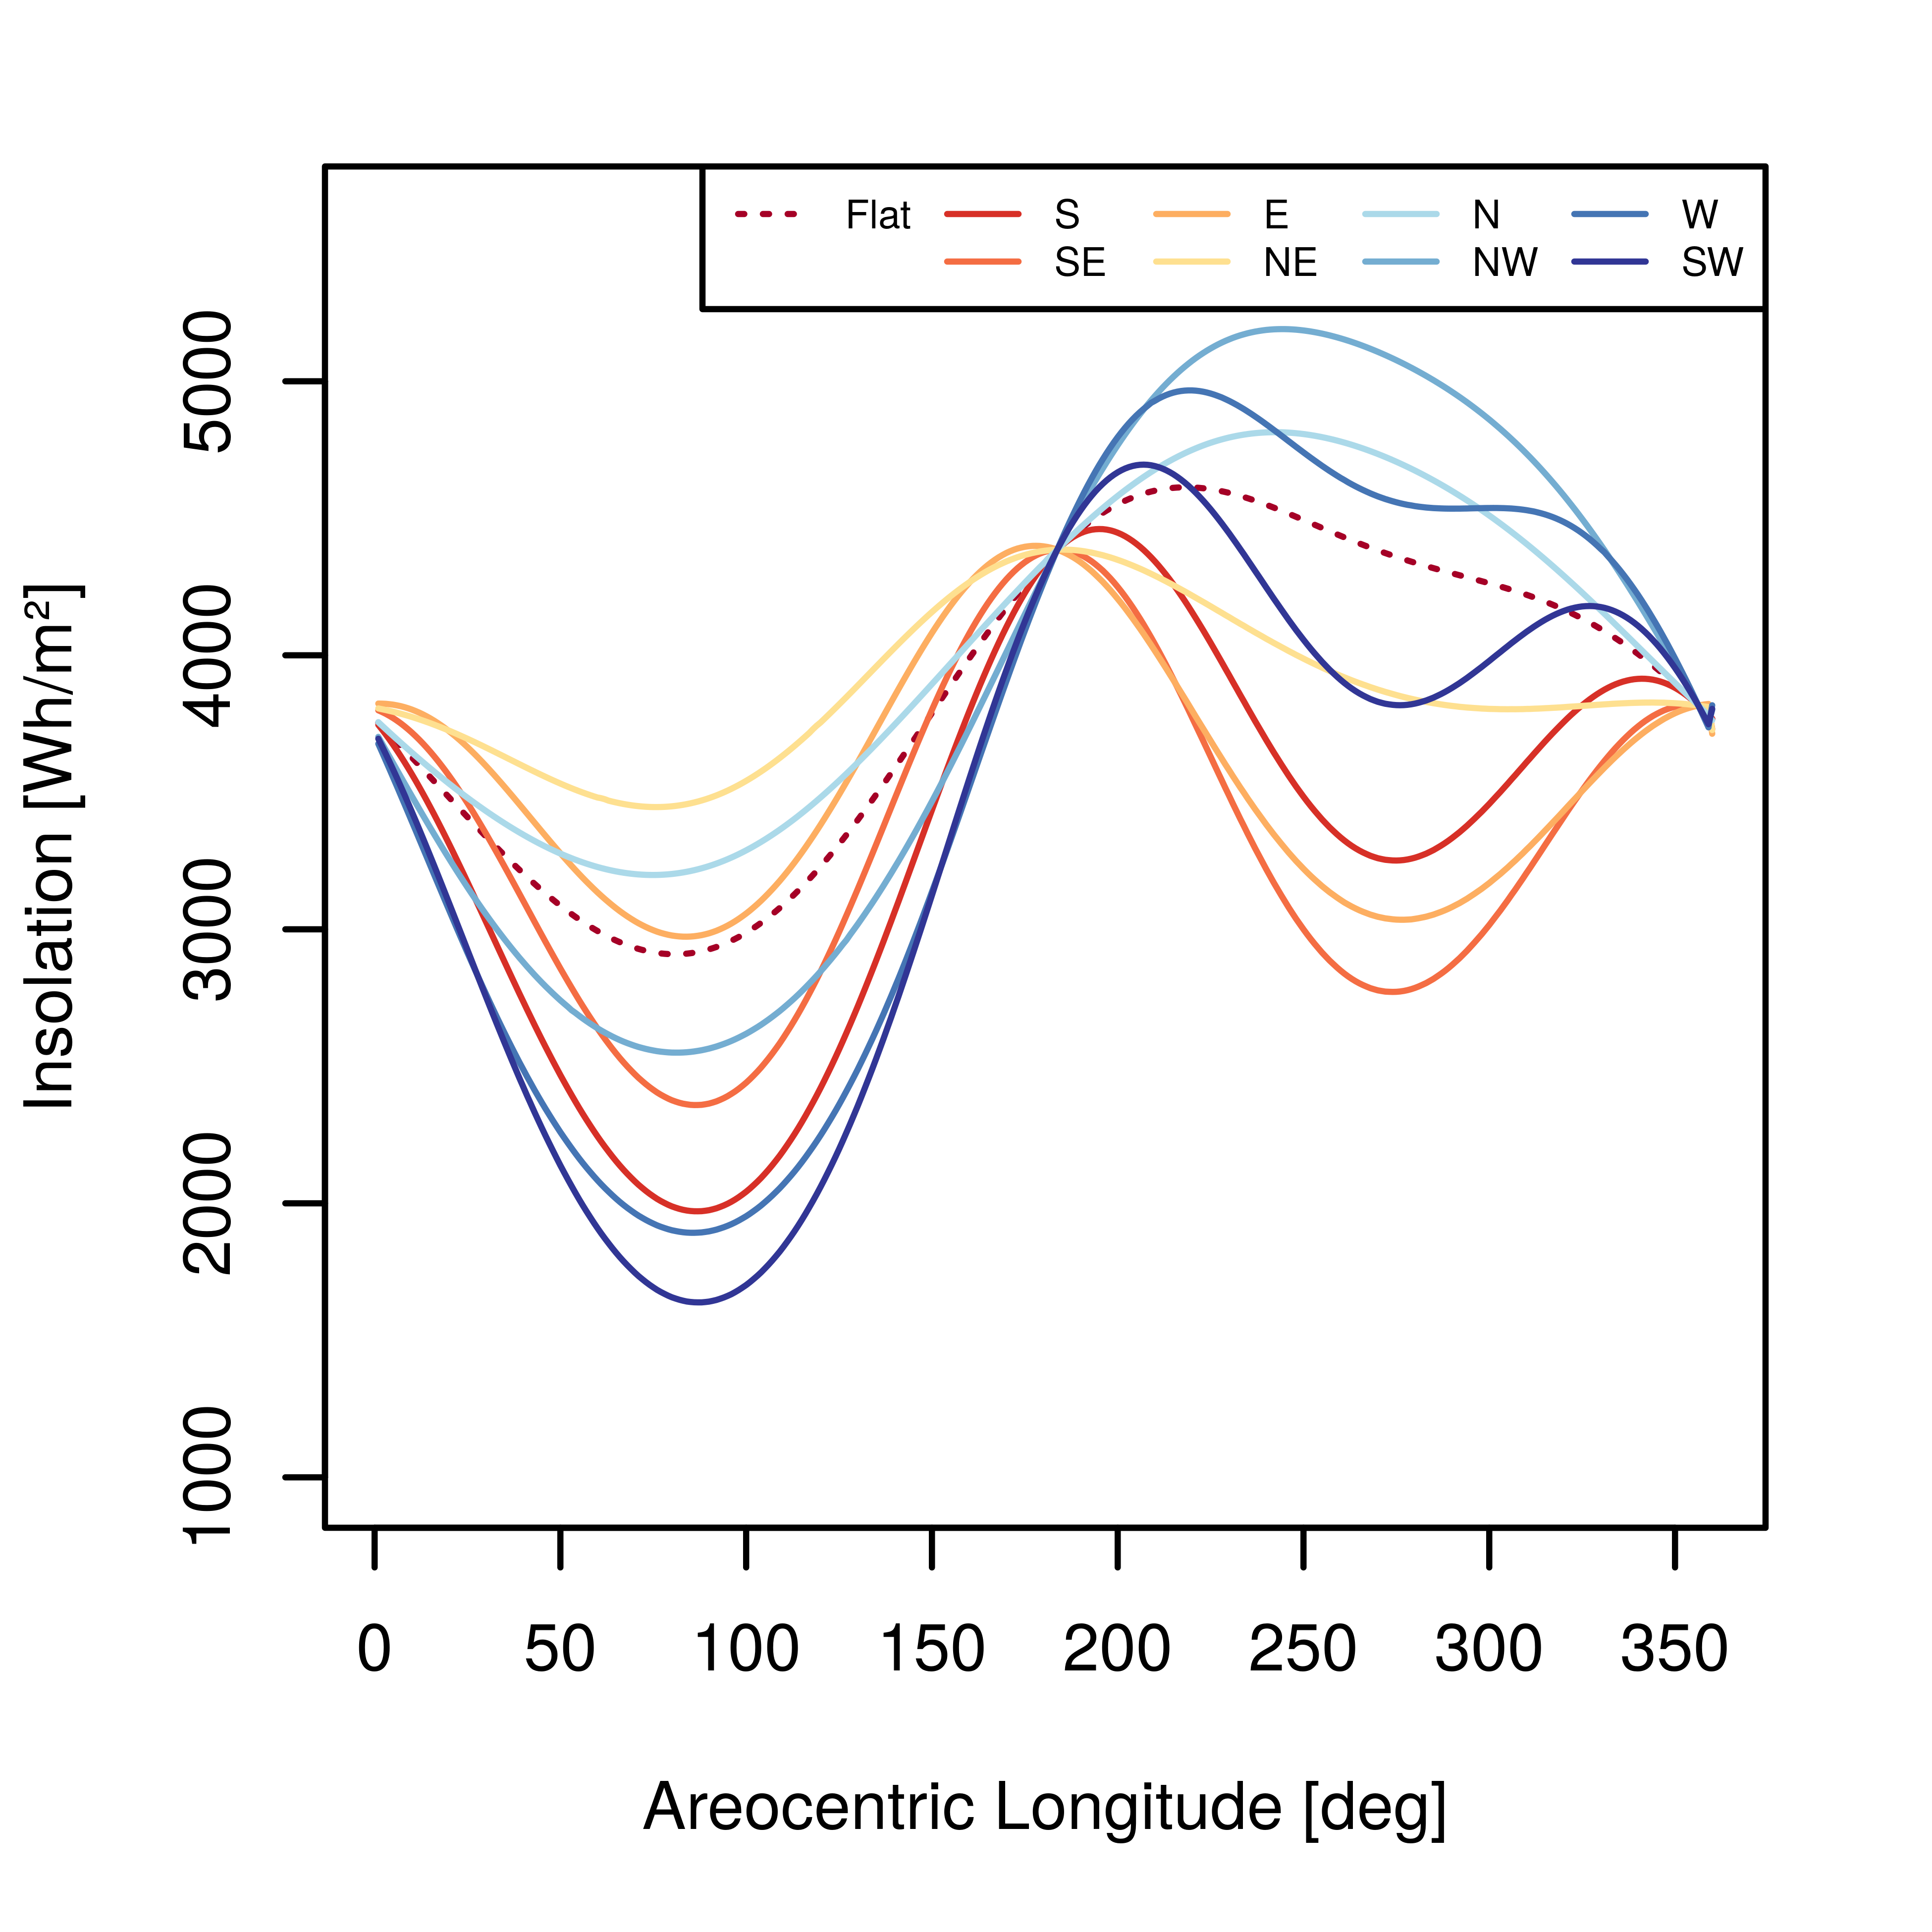 Flat S E N W
SE NE NW SW
5000
4000
3000
2000
1000
Insolation [Wh/m²]
0 50 100 150 200 250 300 350
Areocentric Longitude [deg]